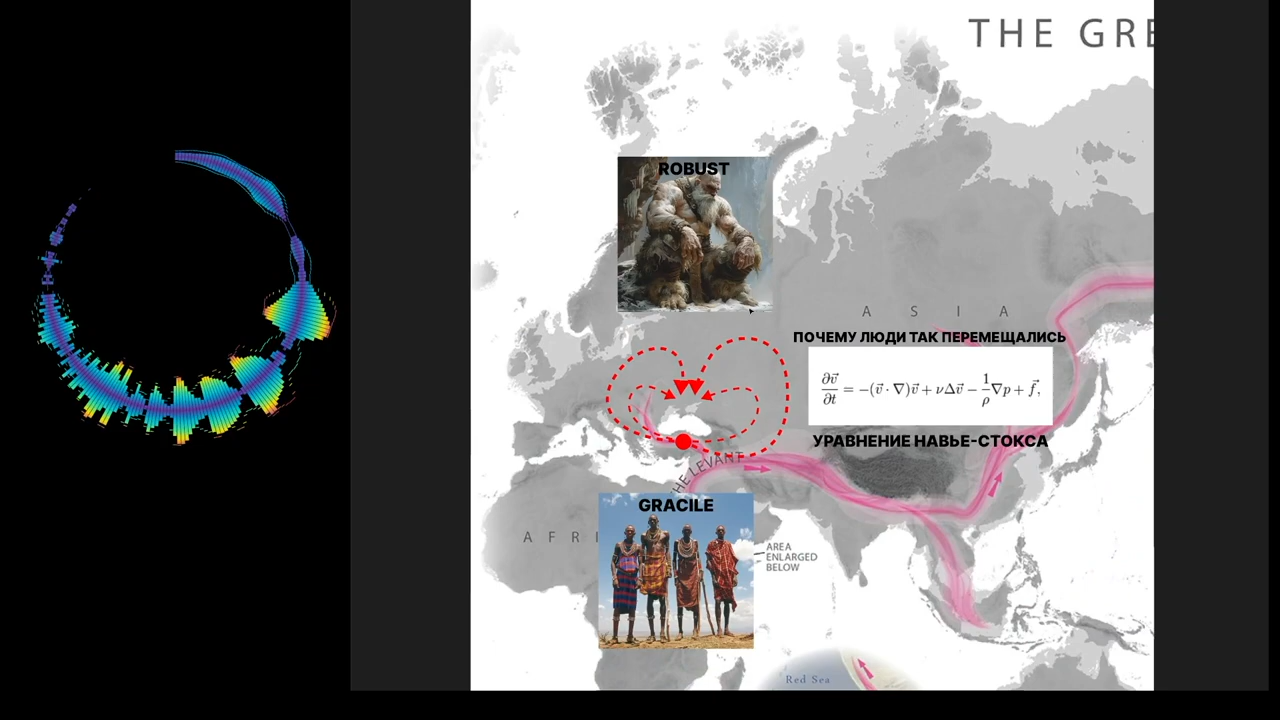 THE GRE
ROBUST
A S I A
ПОЧЕМУ ЛЮДИ ТАК ПЕРЕМЕЩАЛИСЬ
∂v⃗/∂t = −(v⃗ · ∇)v⃗ + νΔv⃗ − 1/ρ ∇p + f⃗,
УРАВНЕНИЕ НАВЬЕ-СТОКСА
THE LEVANT
GRACILE
A F R I
AREA
ENLARGED
BELOW
Red Sea